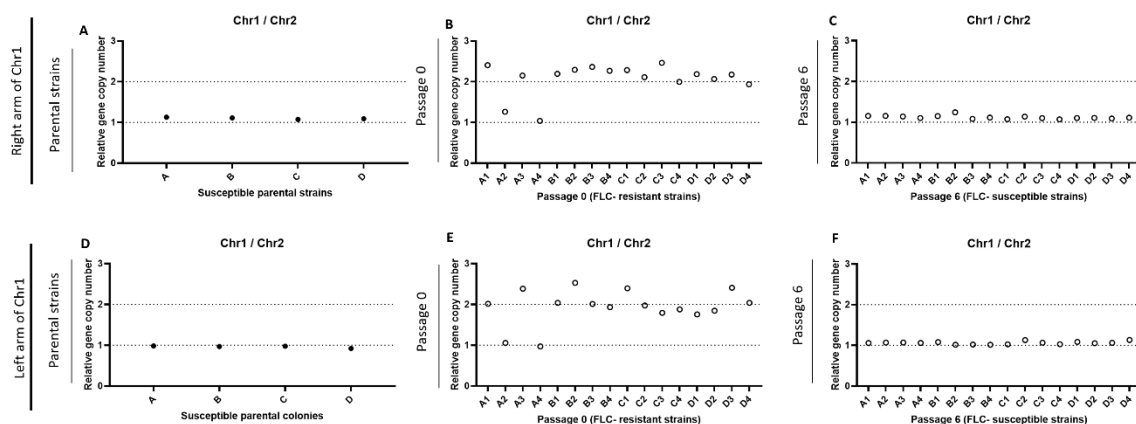 Right arm of Chr1
Parental strains
A
Chr1 / Chr2
Relative gene copy number
3
2
1
0
A
B
C
D
Susceptible parental strains
Passage 0
B
Chr1 / Chr2
Relative gene copy number
3
2
1
0
A1
A2
A3
A4
B1
B2
B3
B4
C1
C2
C3
C4
D1
D2
D3
D4
Passage 0 (FLC- resistant strains)
Passage 6
C
Chr1 / Chr2
Relative gene copy number
3
2
1
0
A1
A2
A3
A4
B1
B2
B3
B4
C1
C2
C3
C4
D1
D2
D3
D4
Passage 6 (FLC- susceptible strains)
Left arm of Chr1
Parental strains
D
Chr1 / Chr2
Relative gene copy number
3
2
1
0
A
B
C
D
Susceptible parental colonies
Passage 0
E
Chr1 / Chr2
Relative gene copy number
3
2
1
0
A1
A2
A3
A4
B1
B2
B3
B4
C1
C2
C3
C4
D1
D2
D3
D4
Passage 0 (FLC- resistant strains)
Passage 6
F
Chr1 / Chr2
Relative gene copy number
3
2
1
0
A1
A2
A3
A4
B1
B2
B3
B4
C1
C2
C3
C4
D1
D2
D3
D4
Passage 6 (FLC- susceptible strains)